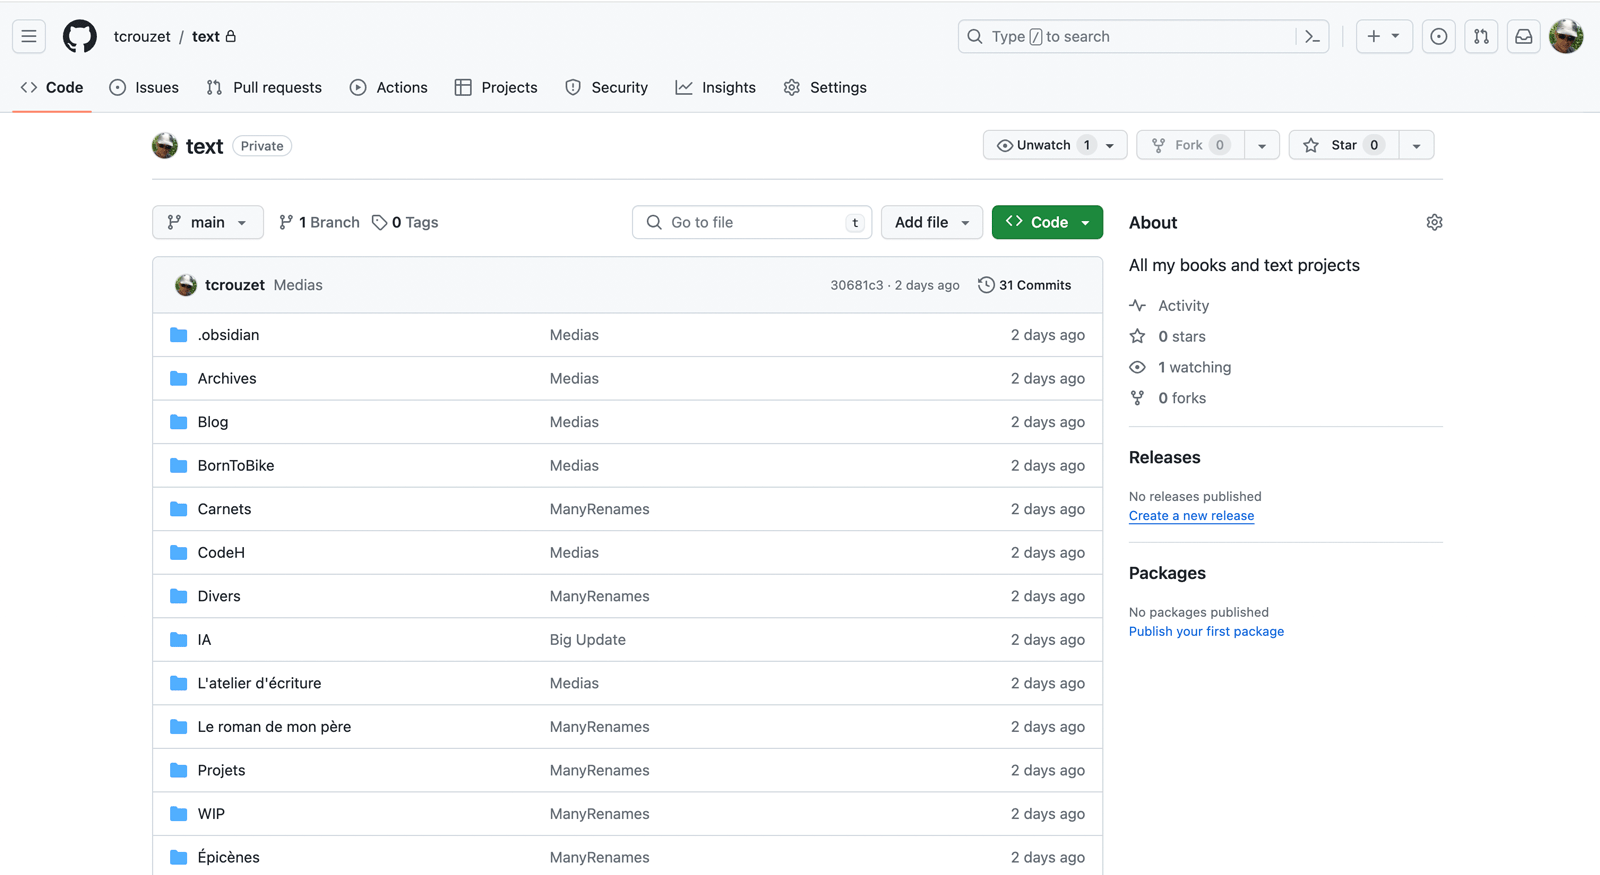 tcrouzet / text
Type / to search
Code Issues Pull requests Actions Projects Security Insights Settings
text Private
Unwatch 1 Fork 0 Star 0
main 1 Branch 0 Tags Go to file t Add file Code
tcrouzet Medias 30681c3 · 2 days ago 31 Commits
.obsidian Medias 2 days ago
Archives Medias 2 days ago
Blog Medias 2 days ago
BornToBike Medias 2 days ago
Carnets ManyRenames 2 days ago
CodeH Medias 2 days ago
Divers ManyRenames 2 days ago
IA Big Update 2 days ago
L'atelier d'écriture Medias 2 days ago
Le roman de mon père ManyRenames 2 days ago
Projets ManyRenames 2 days ago
WIP ManyRenames 2 days ago
Épicènes ManyRenames 2 days ago
About
All my books and text projects
Activity
0 stars
1 watching
0 forks
Releases
No releases published
Create a new release
Packages
No packages published
Publish your first package